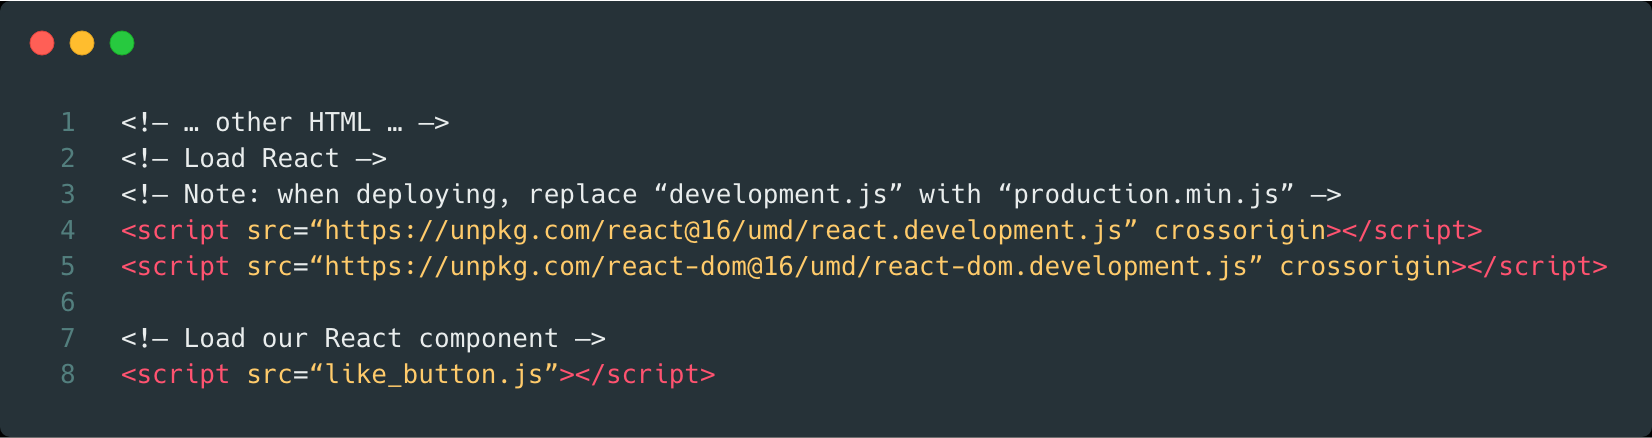 1 <!— … other HTML … —>
2 <!— Load React —>
3 <!— Note: when deploying, replace “development.js” with “production.min.js” —>
4 <script src=“https://unpkg.com/react@16/umd/react.development.js” crossorigin></script>
5 <script src=“https://unpkg.com/react-dom@16/umd/react-dom.development.js” crossorigin></script>
6
7 <!— Load our React component —>
8 <script src=“like_button.js”></script>